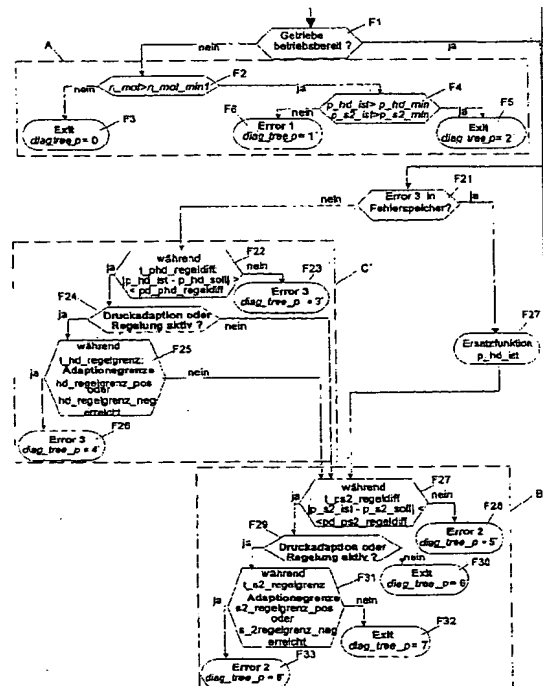 F1
Getriebe
betriebsbereit ?
nein
ja
A
F2
n_mot>n_mot_min1
nein
ja
F4
p_hd_ist> p_hd_min
p_s2_ist>p_s2_min
F3
Exit
diag_tree_p= 0
F6
nein
Error 1
diag_tree_p= 1
ja
F5
Exit
diag_tree_p= 2
F21
Error 3 in
Fehlerspeicher?
nein
ja
F22
während
t_phd_regeldiff
|p_hd_ist - p_hd_soll|
< pd_phd_regeldiff
ja
nein
C'
F23
Error 3
diag_tree_p = 3
F24
Druckadaption oder
Regelung aktiv ?
ja
nein
F25
während
t_hd_regelgrenz;
Adaptionsgrenze
hd_regelgrenz_pos
oder
hd_regelgrenz_neg
erreicht
ja
nein
F26
Error 3
diag_tree_p = 4
F27
Ersatzfunktion
p_hd_ist
F27
während
t_ps2_regeldiff
|p_s2_ist - p_s2_soll| <
<pd_ps2_regeldiff
ja
nein
B
F28
Error 2
diag_tree_p = 5
F29
Druckadaption oder
Regelung aktiv ?
ja
nein
F30
Exit
diag_tree_p = 6
F31
während
t_s2_regelgrenz
Adaptionsgrenze
s2_regelgrenz_pos
oder
s_2regelgrenz_neg
erreicht
ja
nein
F32
Exit
diag_tree_p = 7
F33
Error 2
diag_tree_p = 8